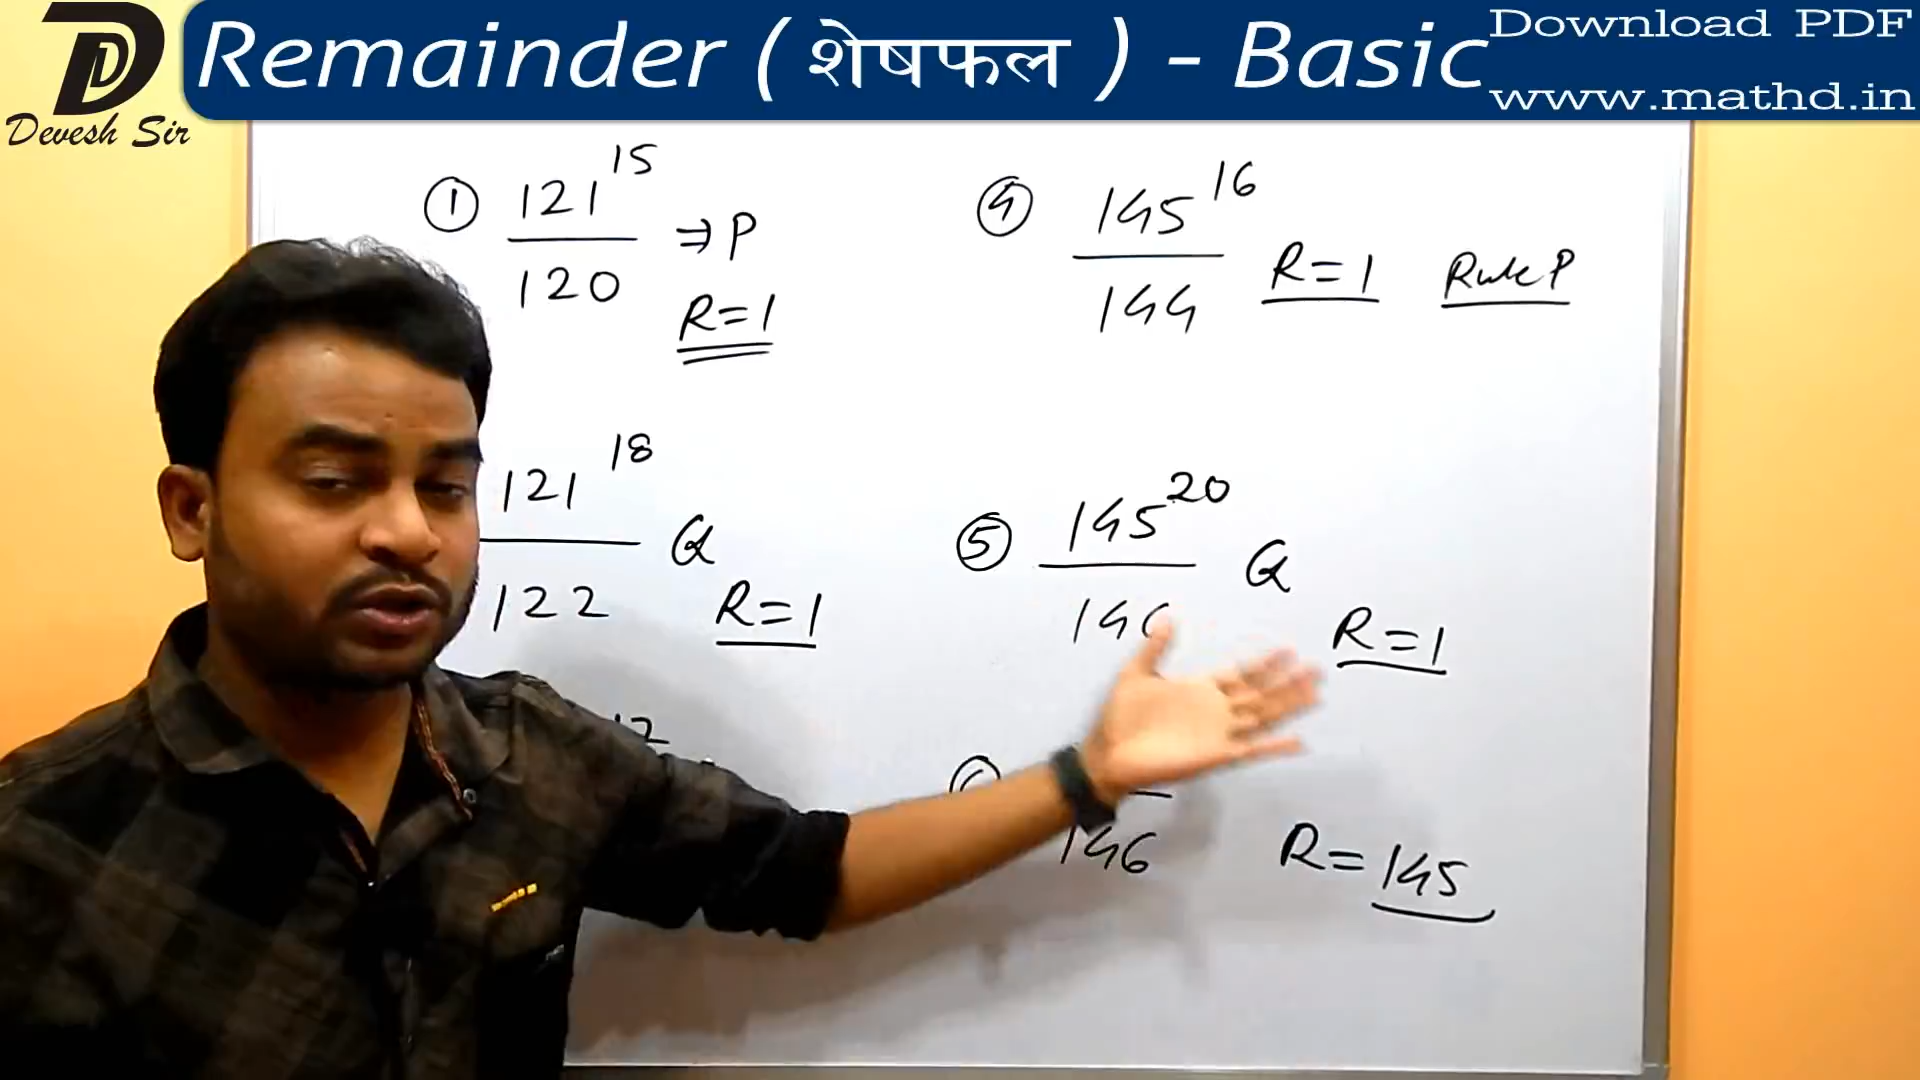 Remainder ( शेषफल ) - Basic
Download PDF
www.mathd.in
Devesh Sir
① 121^15
120
⇒ P
R=1
121^18
122
Q
R=1
④ 145^16
144
R=1
Rule P
⑤ 145^20
Q
R=1
146
R=145